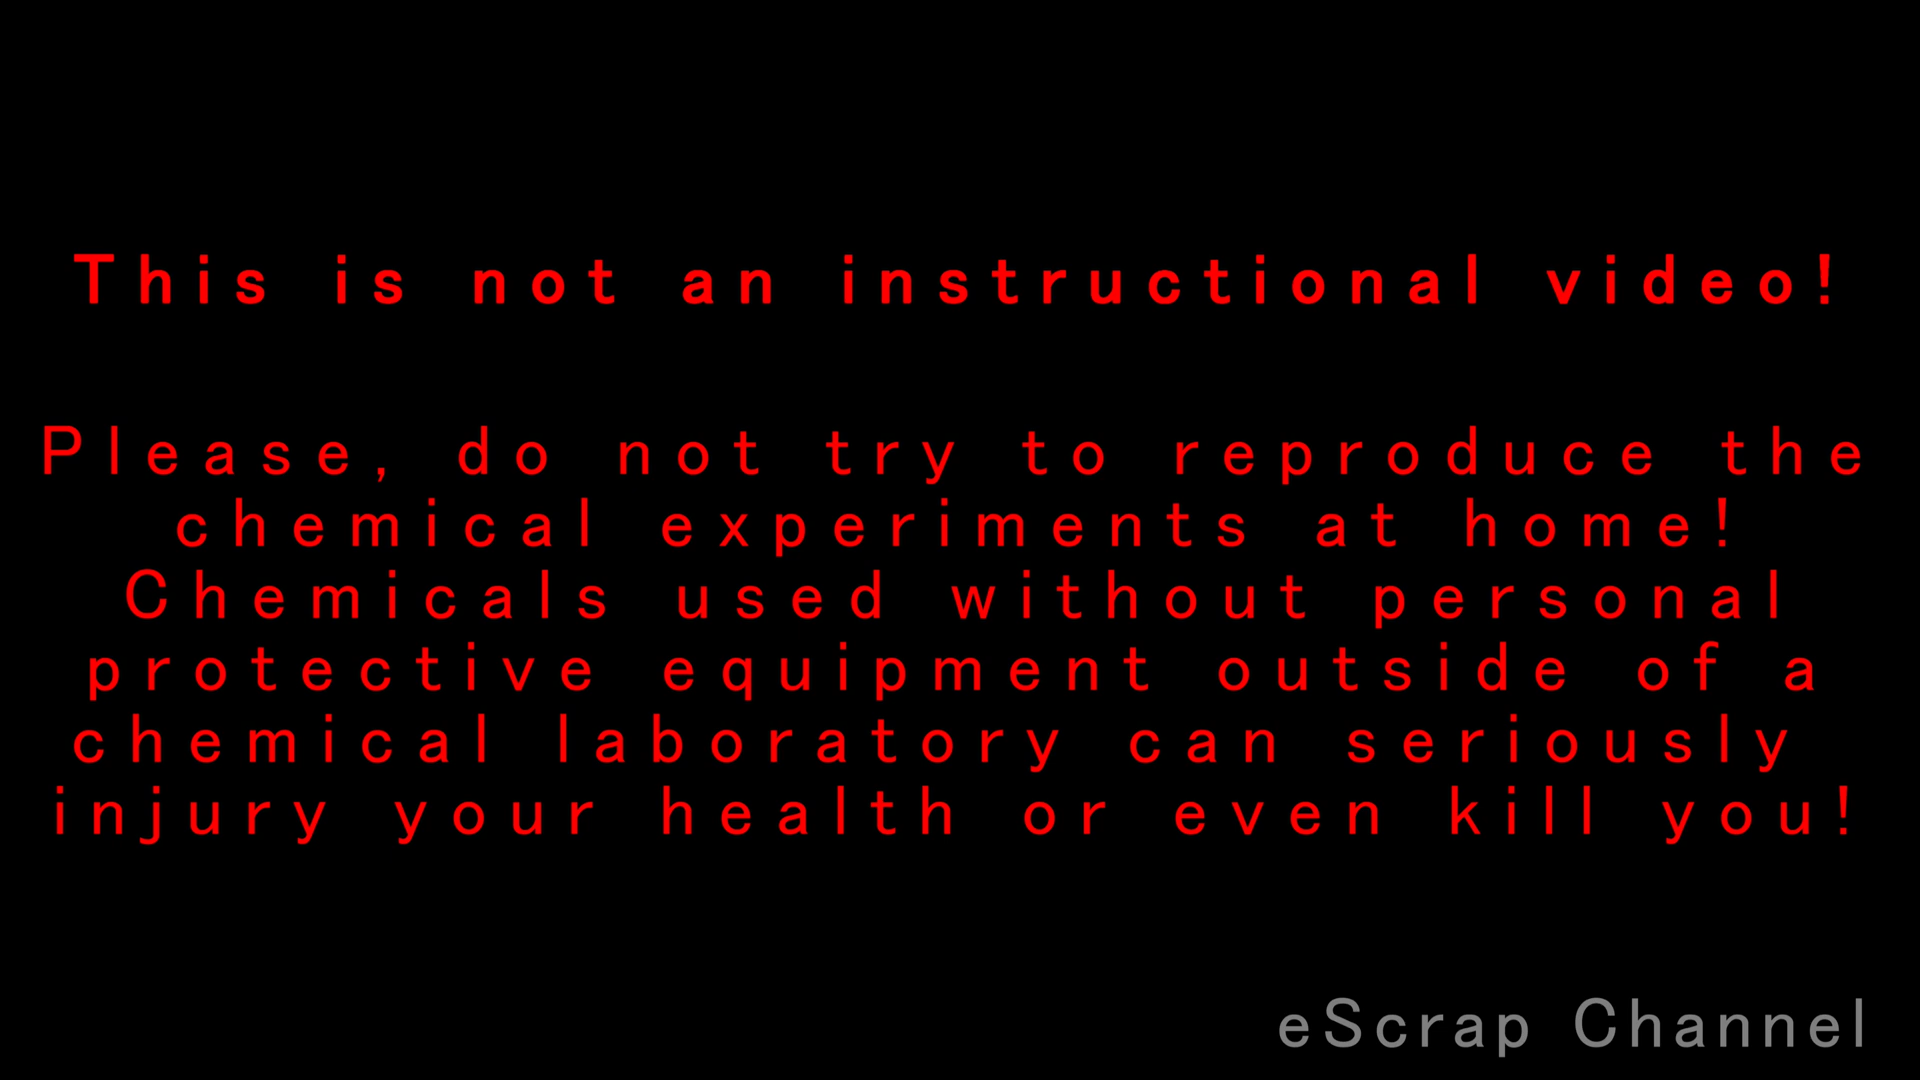 This is not an instructional video!
Please, do not try to reproduce the
chemical experiments at home!
Chemicals used without personal
protective equipment outside of a
chemical laboratory can seriously
injury your health or even kill you!
eScrap Channel